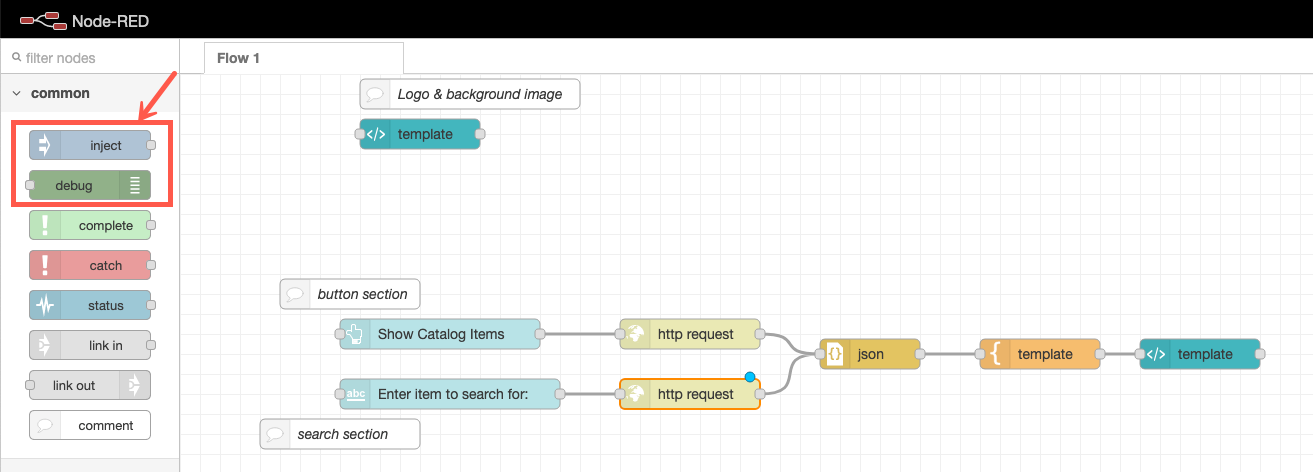 Node-RED
filter nodes
Flow 1
common
inject
debug
complete
catch
status
link in
link out
comment
Logo & background image
</> template
button section
Show Catalog Items
http request
{} json
{ template
</> template
abc Enter item to search for:
http request
search section